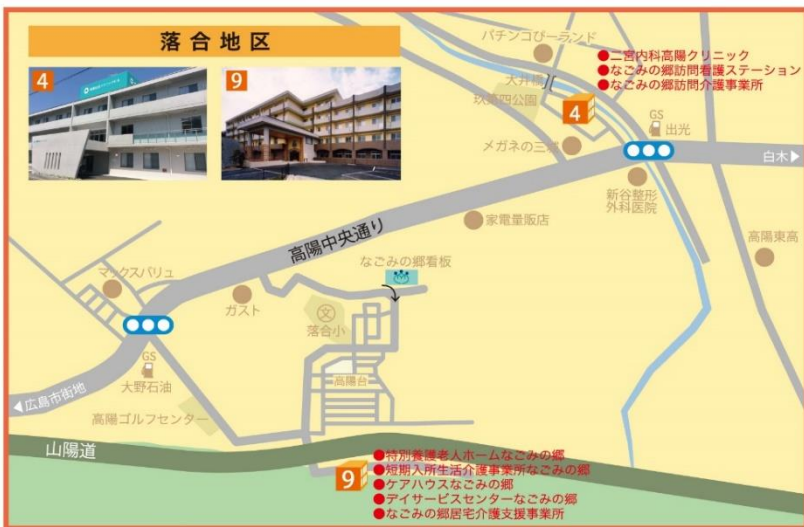 落合地区
4
9
パチンコぴーランド
●二宮内科高陽クリニック
●なごみの郷訪問看護ステーション
●なごみの郷訪問介護事業所
大井橋
玖第四公園
4
GS
出光
メガネの三城
白木▶
新谷整形
外科医院
家電量販店
高陽東高
高陽中央通り
なごみの郷看板
マックスバリュ
ガスト
文
落合小
GS
大野石油
高陽台
◀広島市街地
高陽ゴルフセンター
山陽道
9
●特別養護老人ホームなごみの郷
●短期入所生活介護事業所なごみの郷
●ケアハウスなごみの郷
●デイサービスセンターなごみの郷
●なごみの郷居宅介護支援事業所